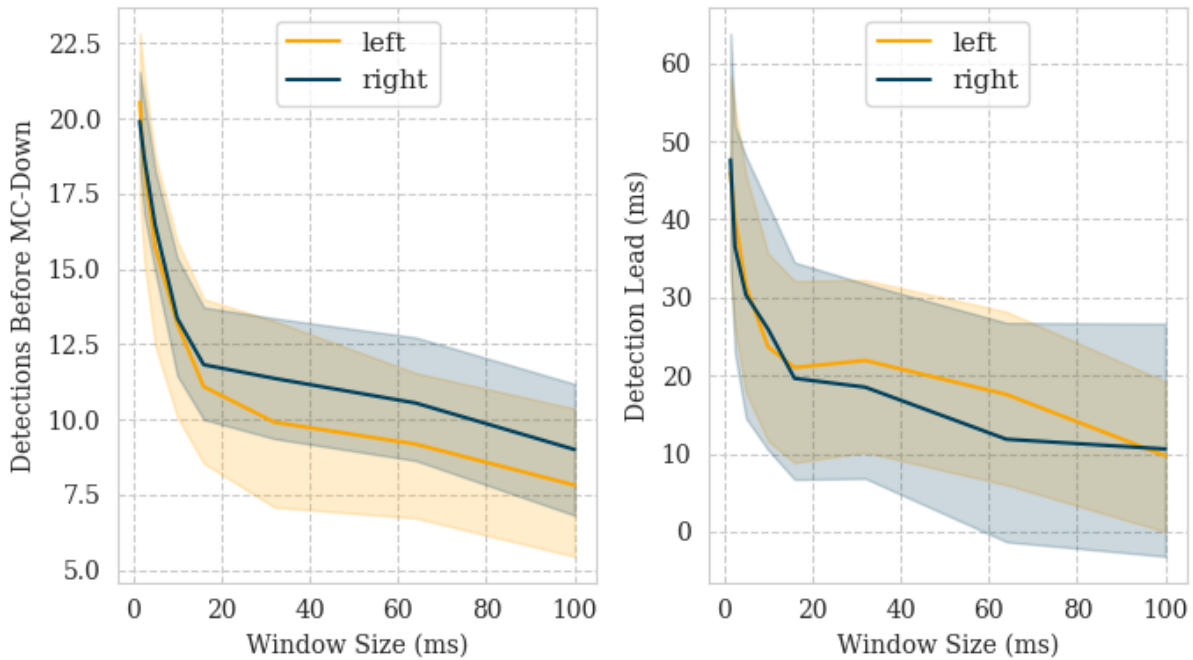 Detections Before MC-Down
22.5
20.0
17.5
15.0
12.5
10.0
7.5
5.0
left
right
0 20 40 60 80 100
Window Size (ms)
Detection Lead (ms)
60
50
40
30
20
10
0
left
right
0 20 40 60 80 100
Window Size (ms)